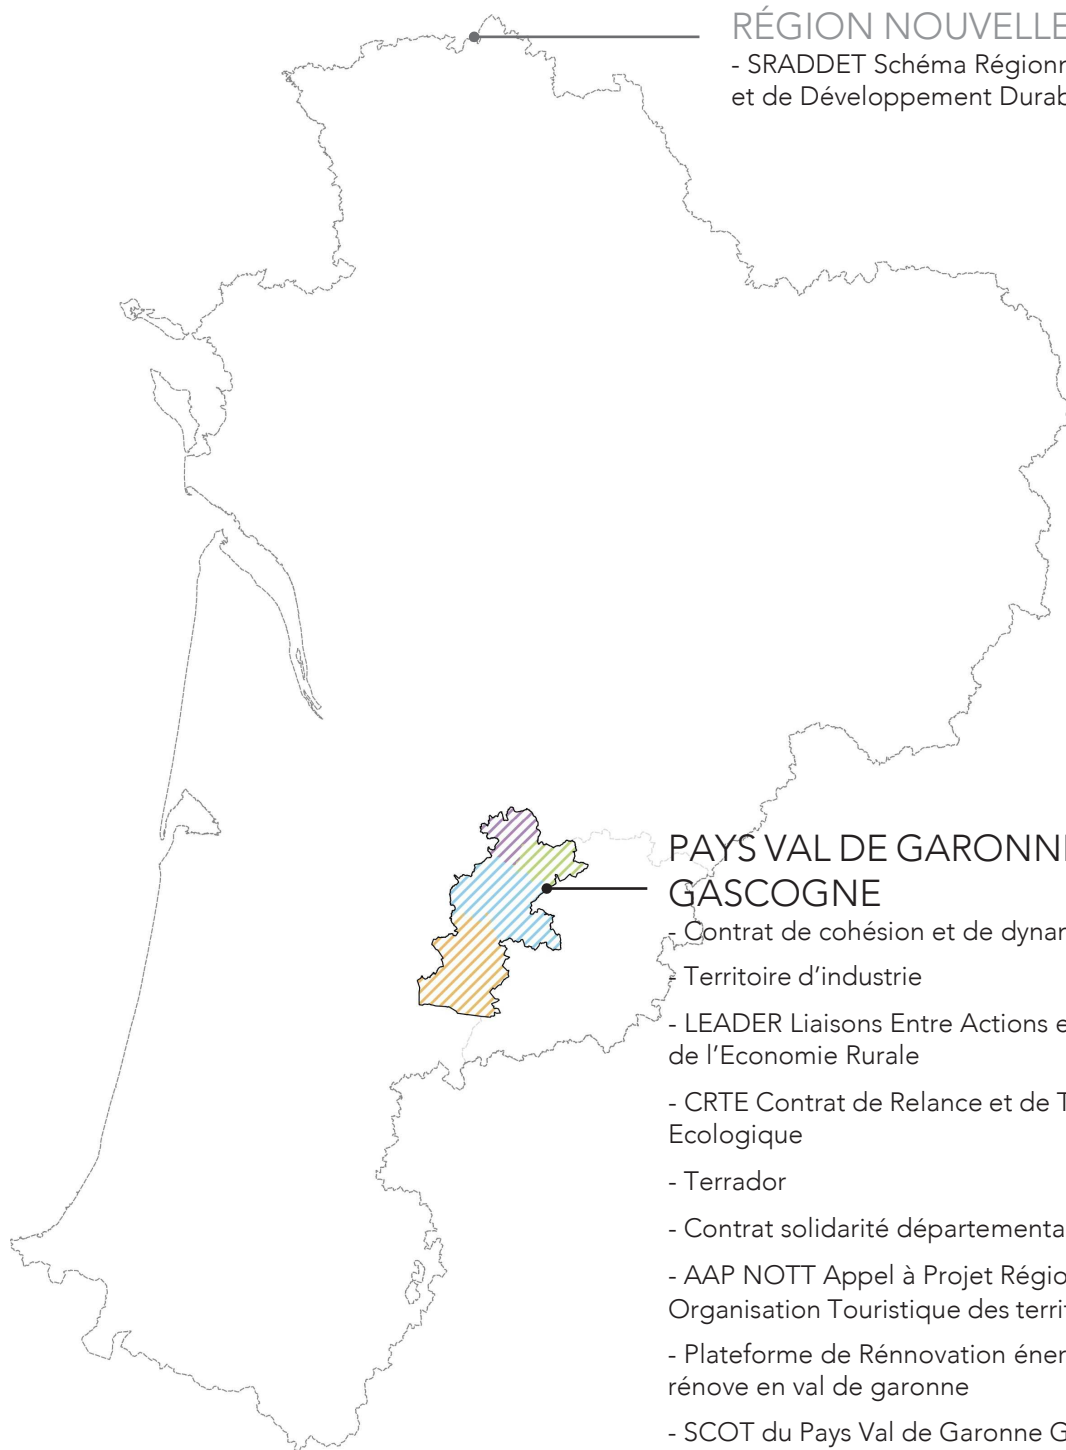 RÉGION NOUVELLE
- SRADDET Schéma Région
et de Développement Durab
PAYS VAL DE GARONNE
GASCOGNE
- Contrat de cohésion et de dynam
- Territoire d’industrie
- LEADER Liaisons Entre Actions e
de l’Economie Rurale
- CRTE Contrat de Relance et de T
Ecologique
- Terrador
- Contrat solidarité départementa
- AAP NOTT Appel à Projet Régio
Organisation Touristique des territ
- Plateforme de Rénnovation éner
rénove en val de garonne
- SCOT du Pays Val de Garonne G